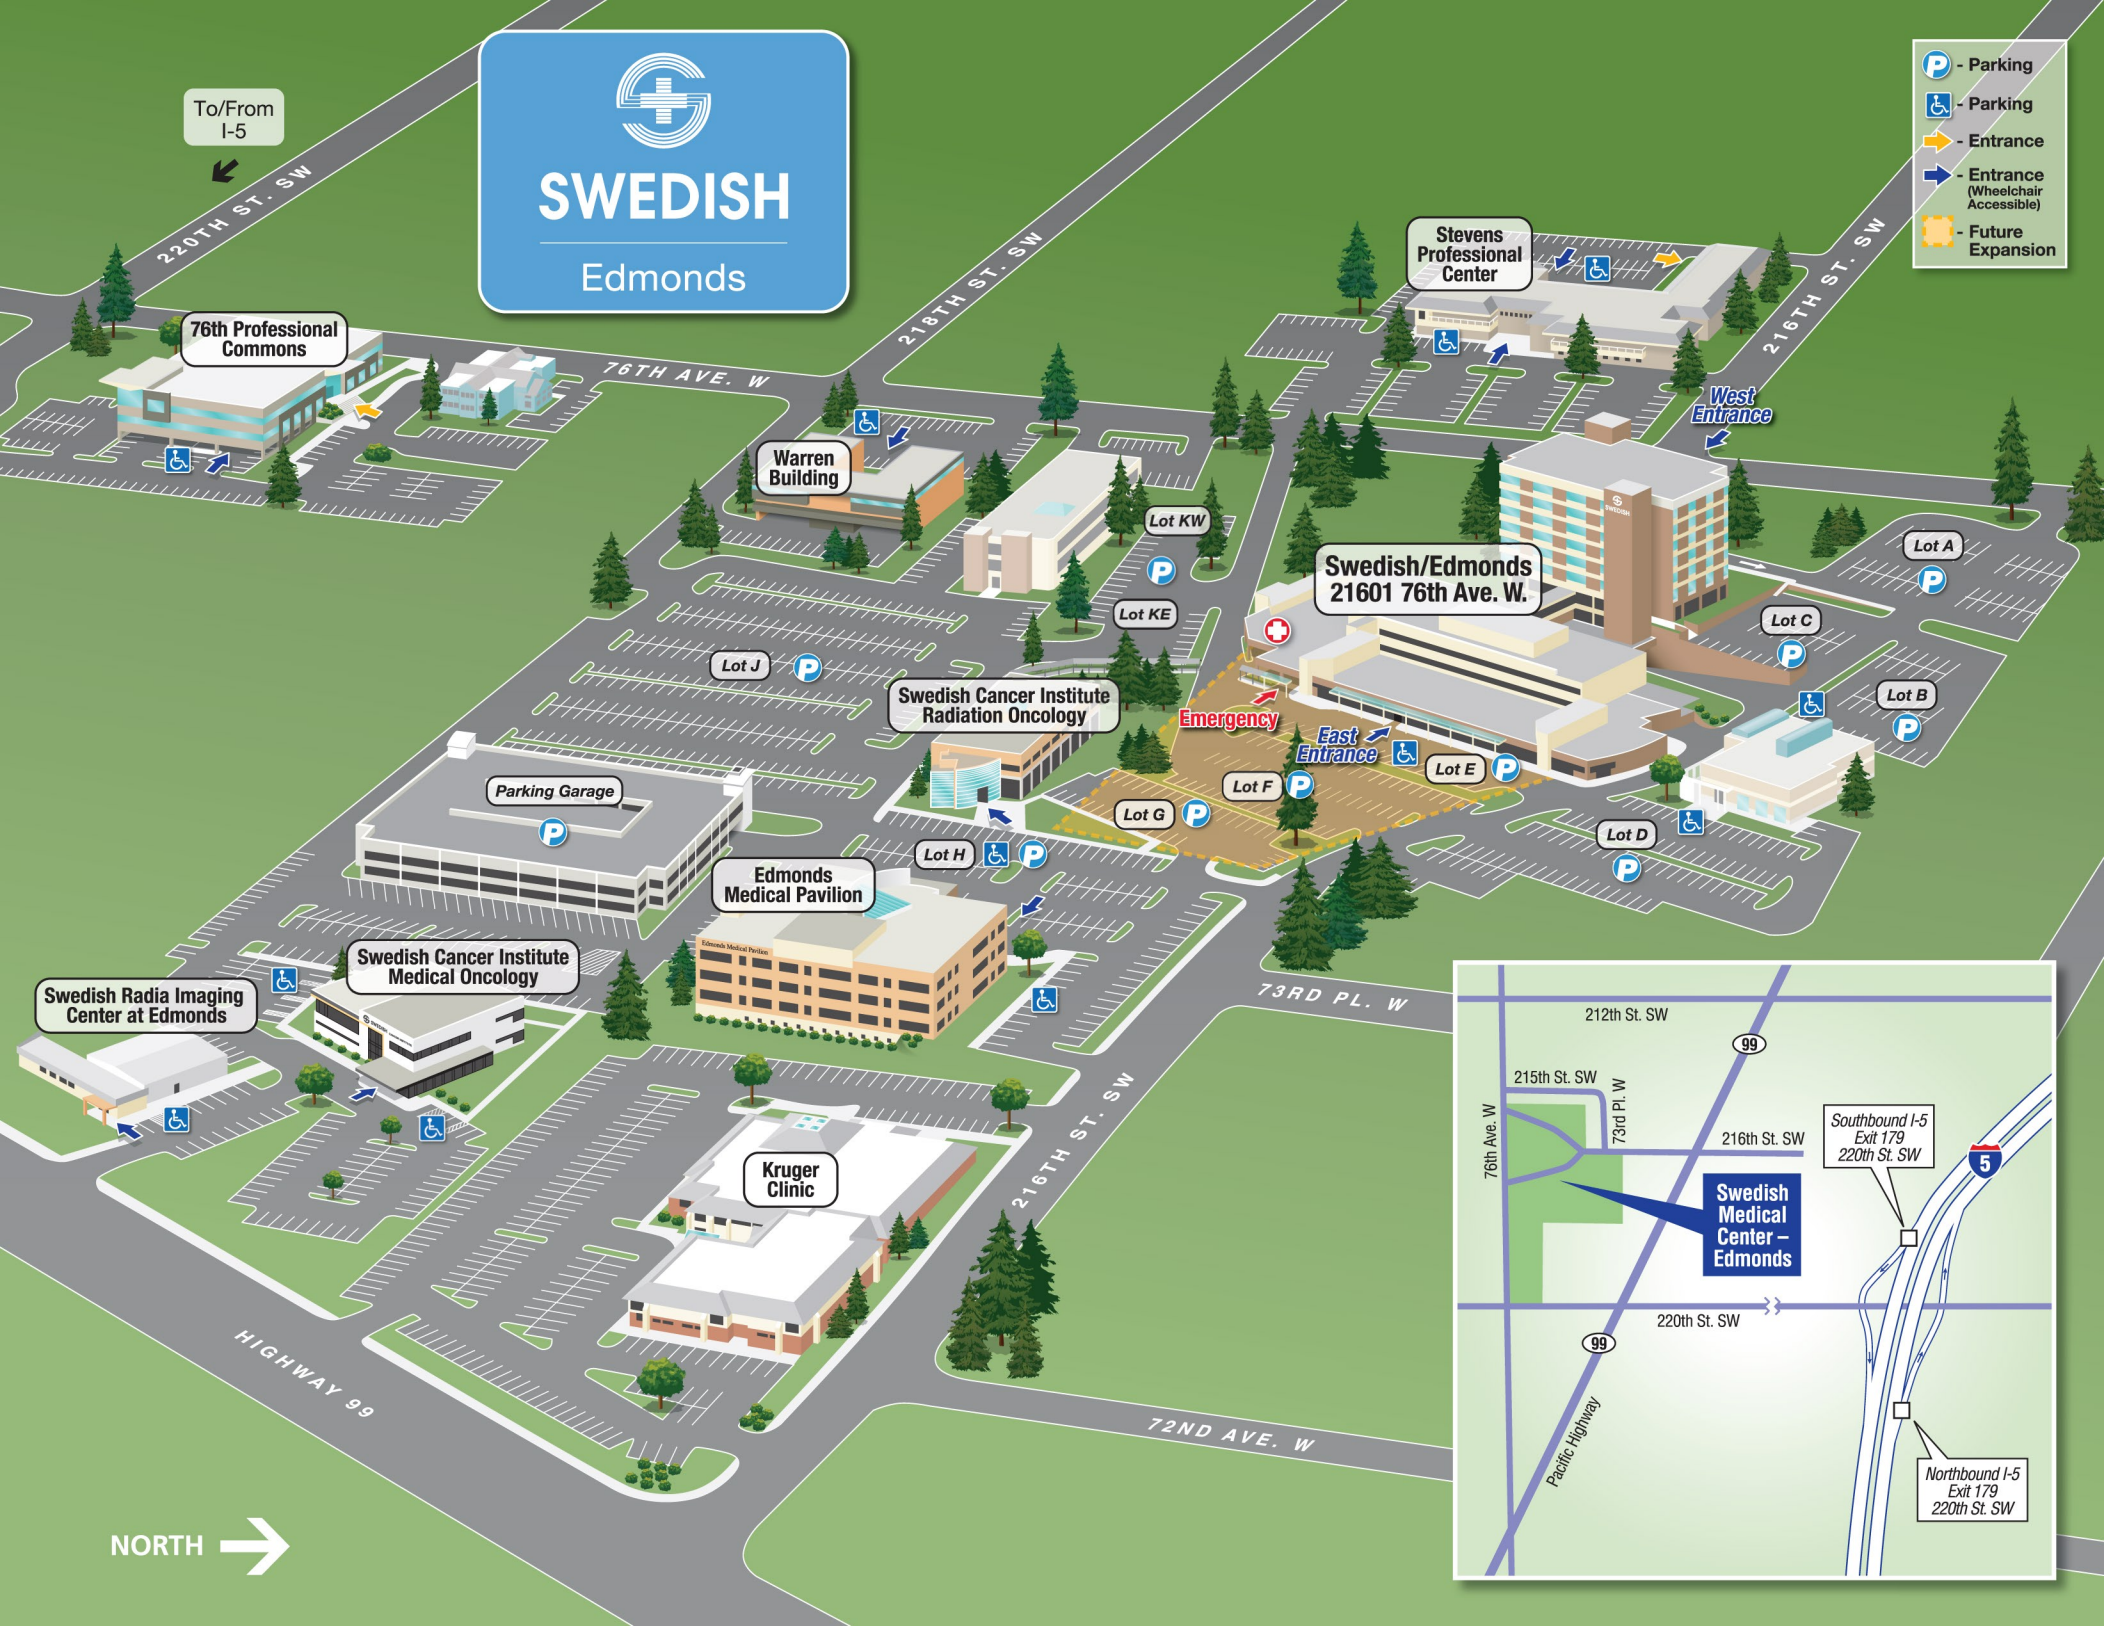 To/From
I-5
220TH ST. SW
SWEDISH
Edmonds
218TH ST. SW
216TH ST. SW
P - Parking
- Parking
- Entrance
- Entrance
(Wheelchair
Accessible)
- Future
Expansion
Stevens
Professional
Center
76th Professional
Commons
76TH AVE. W
West
Entrance
Warren
Building
SWEDISH
Lot KW
P
Lot A
P
Swedish/Edmonds
21601 76th Ave. W.
Lot KE
Lot C
P
Lot J P
Swedish Cancer Institute
Radiation Oncology
Emergency
East
Entrance
Lot B
P
Lot E P
Lot F P
Lot G P
Parking Garage
P
Lot D
P
Lot H P
Edmonds
Medical Pavilion
Edmonds Medical Pavilion
Swedish Cancer Institute
Medical Oncology
SWEDISH
Swedish Radia Imaging
Center at Edmonds
73RD PL. W
216TH ST. SW
Kruger
Clinic
HIGHWAY 99
72ND AVE. W
NORTH
212th St. SW
99
215th St. SW
73rd Pl. W
76th Ave. W
216th St. SW
Southbound I-5
Exit 179
220th St. SW
5
Swedish
Medical
Center –
Edmonds
220th St. SW
99
Pacific Highway
Northbound I-5
Exit 179
220th St. SW